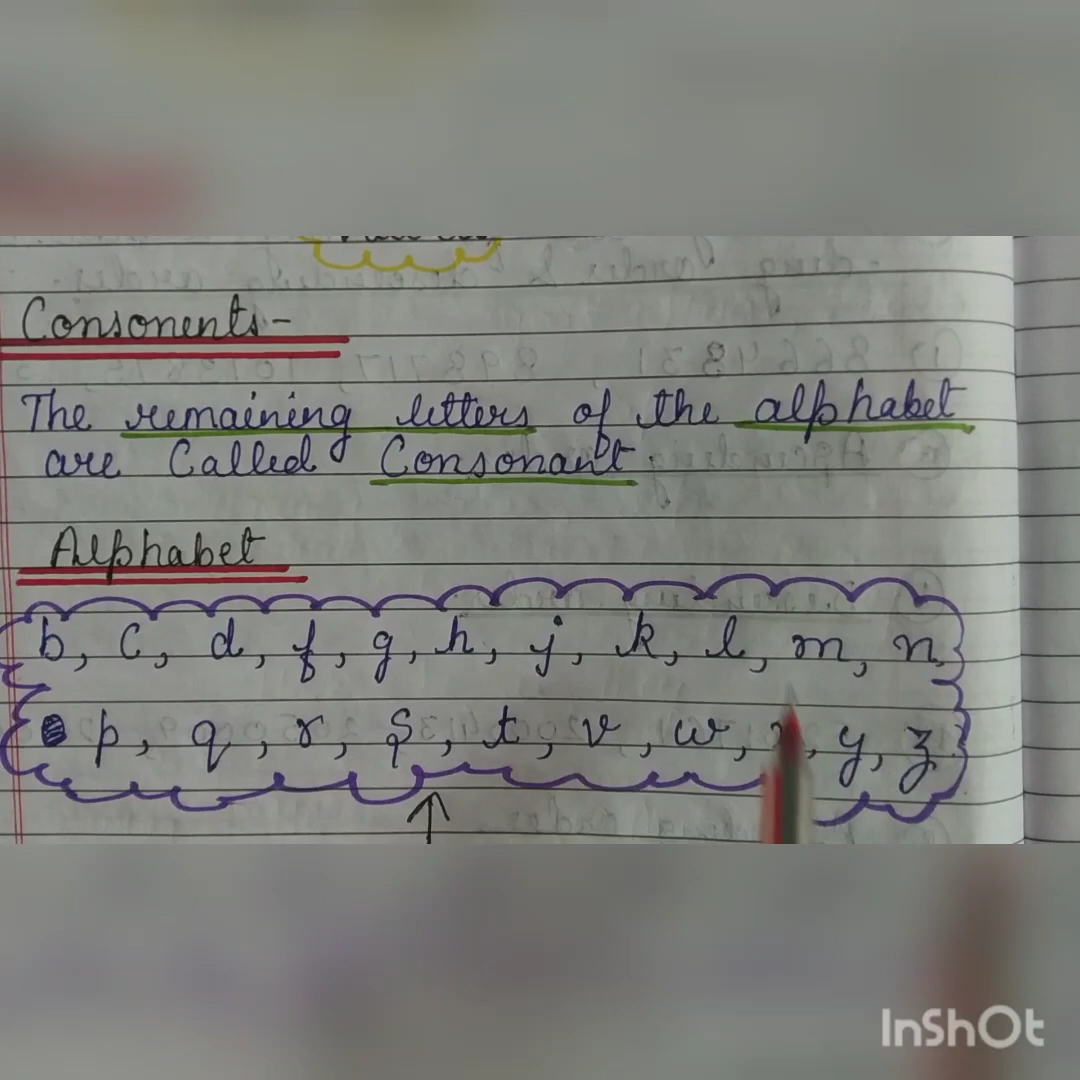 Consonents-
The remaining letters of the alphabet
are Called Consonant.
Alphabet
b, c, d, f, g, h, j, k, l, m, n
p, q, r, s, t, v, w, x, y, z
InShOt